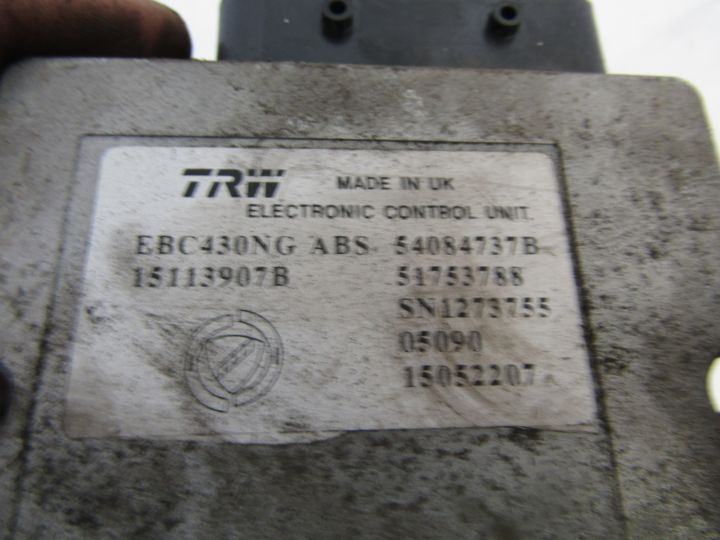 TRW MADE IN UK
ELECTRONIC CONTROL UNIT.
EBC430NG ABS 54084737B
15113907B 51753788
SN1273755
05090
15052207